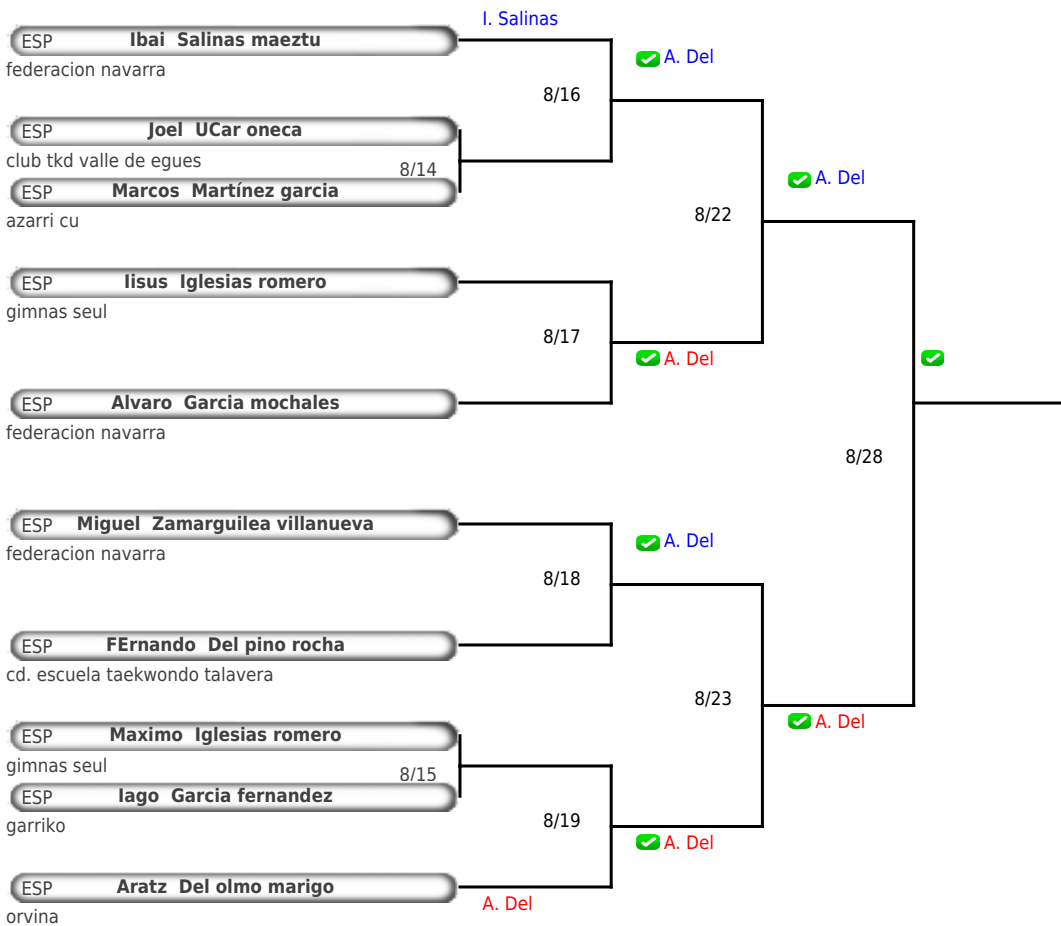 I. Salinas
ESP Ibai Salinas maeztu
federacion navarra
A. Del
8/16
ESP Joel UCar oneca
club tkd valle de egues
8/14
ESP Marcos Martínez garcia
azarri cu
A. Del
8/22
ESP Iisus Iglesias romero
gimnas seul
8/17
A. Del
ESP Alvaro Garcia mochales
federacion navarra
8/28
ESP Miguel Zamarguilea villanueva
federacion navarra
A. Del
8/18
ESP FErnando Del pino rocha
cd. escuela taekwondo talavera
8/23
A. Del
ESP Maximo Iglesias romero
gimnas seul
8/15
ESP Iago Garcia fernandez
garriko
8/19
A. Del
ESP Aratz Del olmo marigo
A. Del
orvina